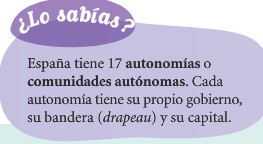 ¿Lo sabías?
España tiene 17 autonomías o
comunidades autónomas. Cada
autonomía tiene su propio gobierno,
su bandera (drapeau) y su capital.